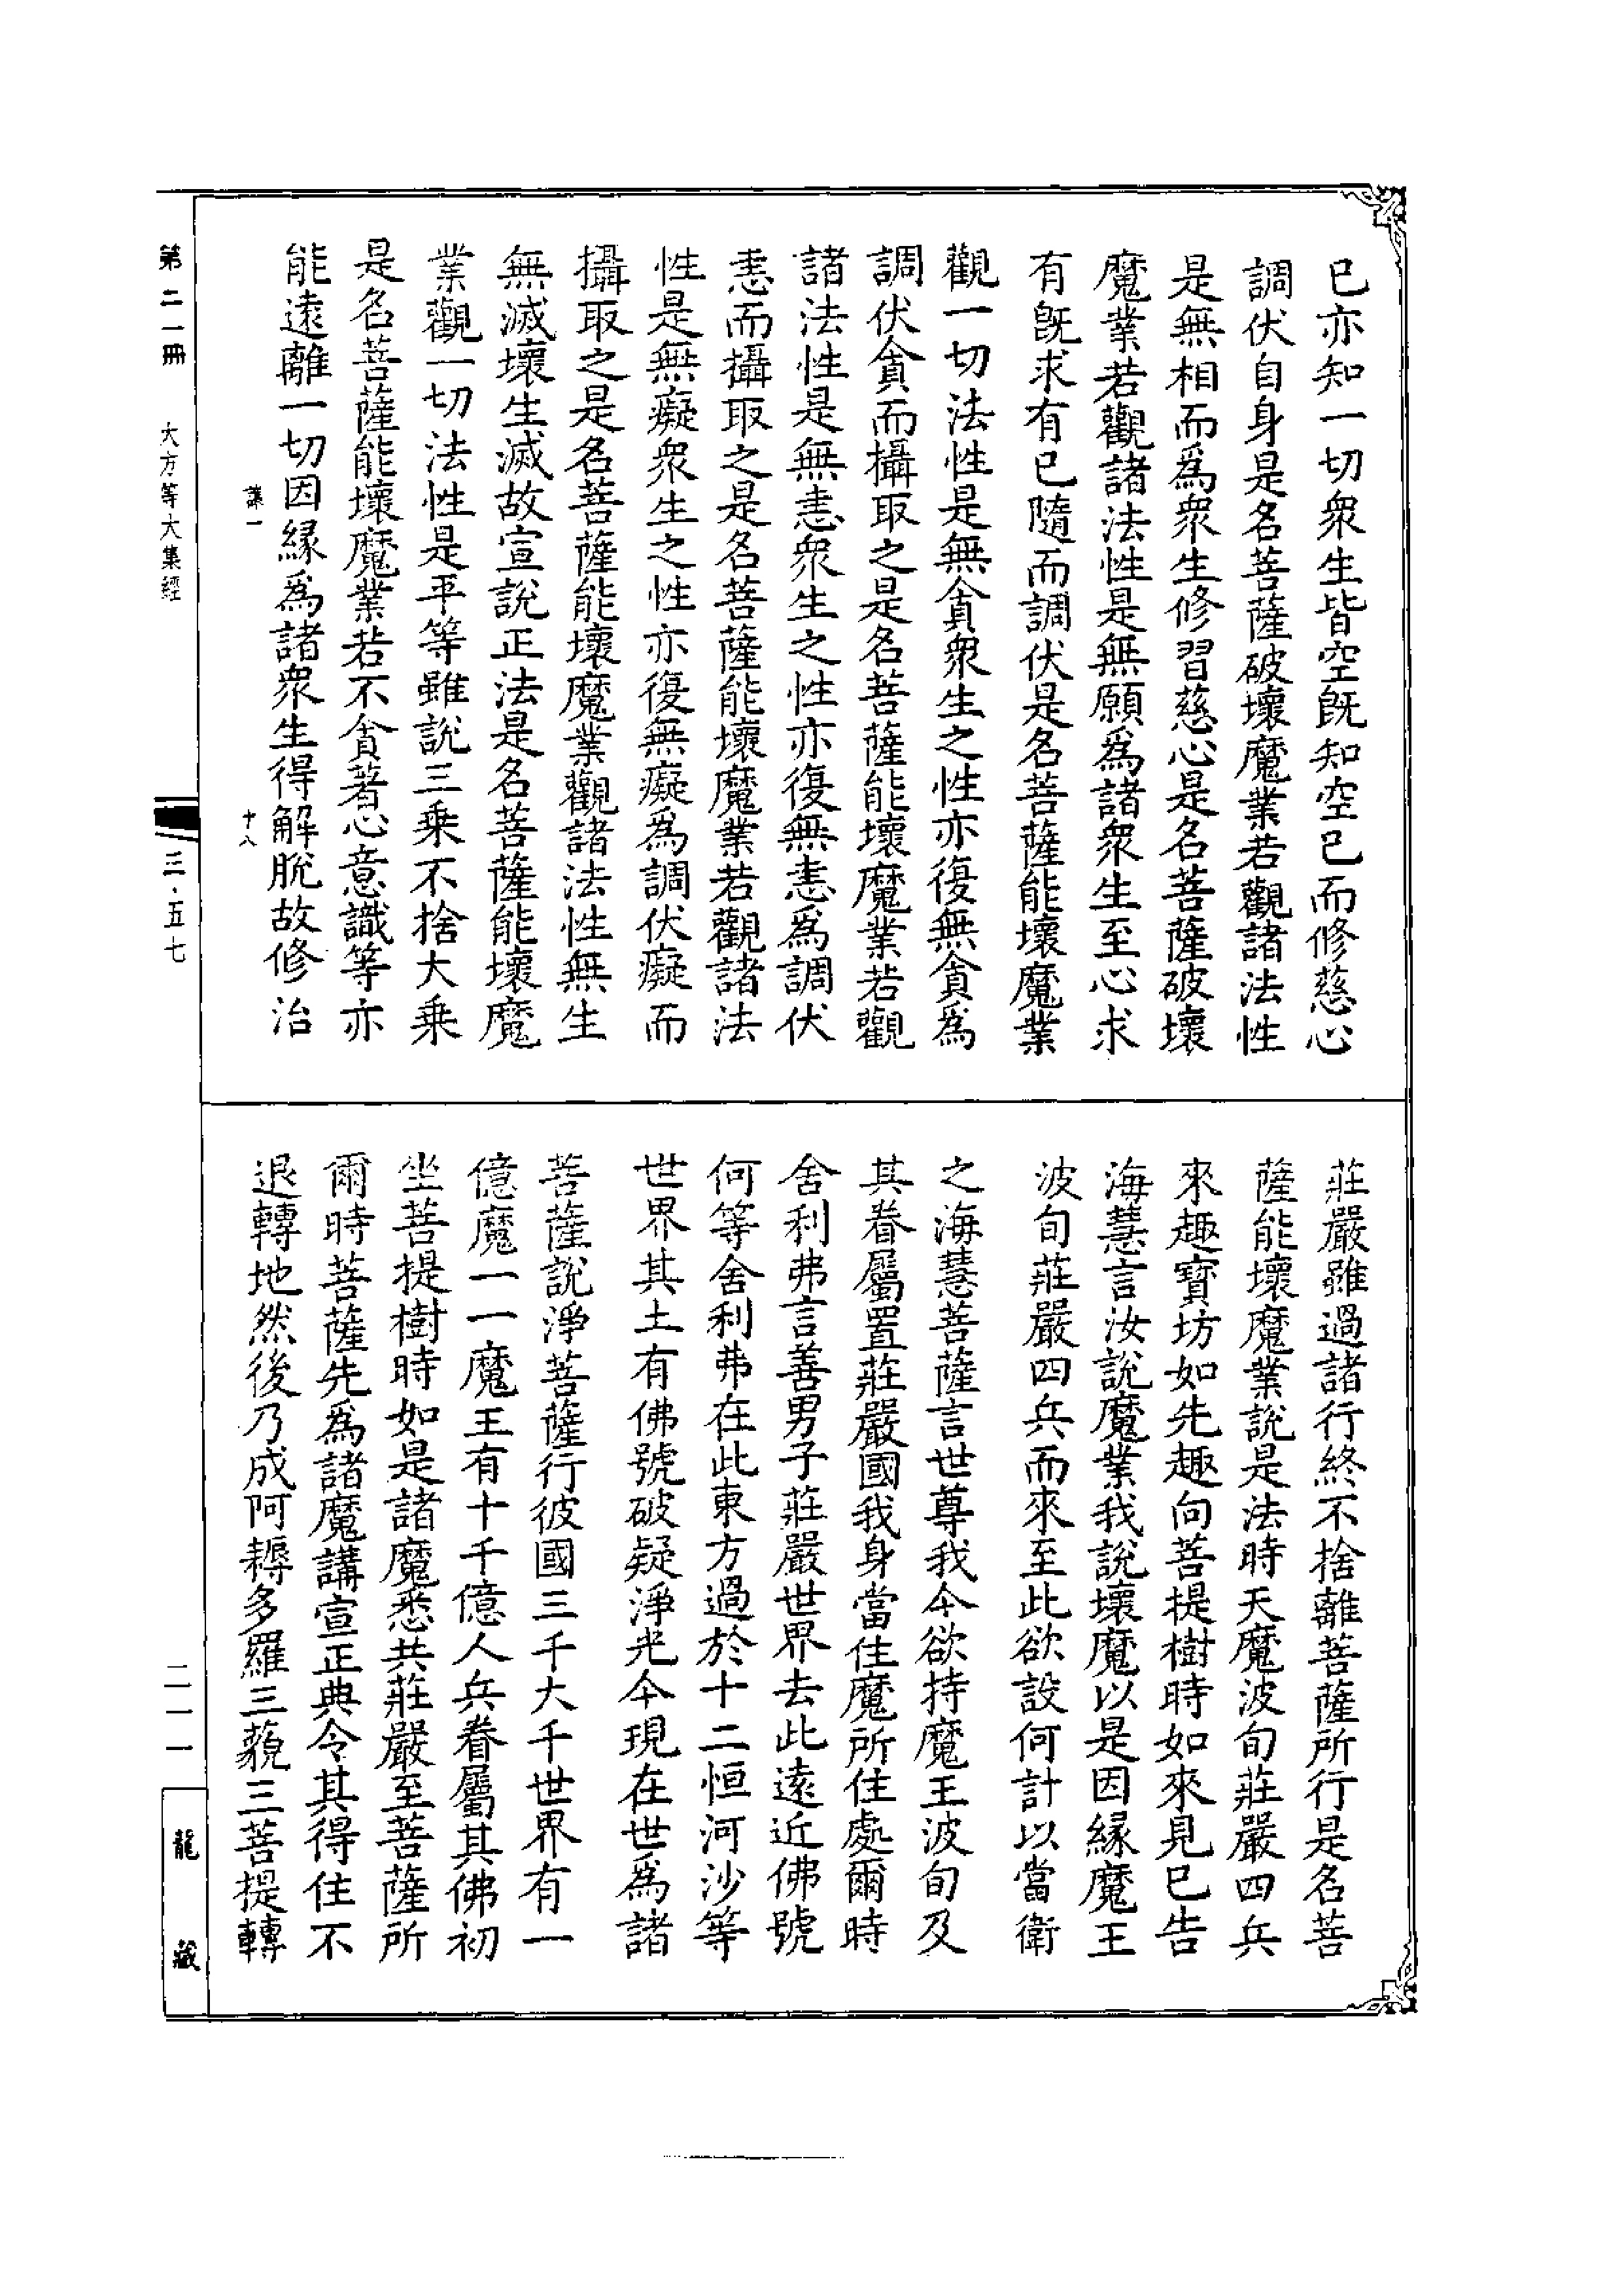 已亦知一切衆生皆空旣知空已而修慈心
調伏自身是名菩薩破壞魔業若觀諸法性
是無相而爲衆生修習慈心是名菩薩破壞
魔業若觀諸法性是無願爲諸衆生至心求
有旣求有已隨而調伏是名菩薩能壞魔業
觀一切法性是無貪衆生之性亦復無貪爲
調伏貪而攝取之是名菩薩能壞魔業若觀
諸法性是無恚衆生之性亦復無恚爲調伏
恚而攝取之是名菩薩能壞魔業若觀諸法
性是無癡衆生之性亦復無癡爲調伏癡而
攝取之是名菩薩能壞魔業觀諸法性無生
無滅壞生滅故宣說正法是名菩薩能壞魔
業觀一切法性是平等雖說三乘不捨大乘
是名菩薩能壞魔業若不貪著心意識等亦
能遠離一切因緣爲諸衆生得解脫故修治
莊嚴雖過諸行終不捨離菩薩所行是名菩
薩能壞魔業說是法時天魔波旬莊嚴四兵
來趣寶坊如先趣向菩提樹時如來見已告
海慧言汝說魔業我說壞魔以是因緣魔王
波旬莊嚴四兵而來至此欲設何計以當衛
之海慧菩薩言世尊我今欲持魔王波旬及
其眷屬置莊嚴國我身當住魔所住處爾時
舍利弗言善男子莊嚴世界去此遠近佛號
何等舍利弗在此東方過於十二恒河沙等
世界其土有佛號破疑淨光今現在世爲諸
菩薩說淨菩薩行彼國三千大千世界有一
億魔一一魔王有十千億人兵眷屬其佛初
坐菩提樹時如是諸魔悉共莊嚴至菩薩所
爾時菩薩先爲諸魔講宣正典令其得住不
退轉地然後乃成阿耨多羅三藐三菩提轉
第二一冊 大方等大集經
讓一 十八
三·五七
二一一
龍藏